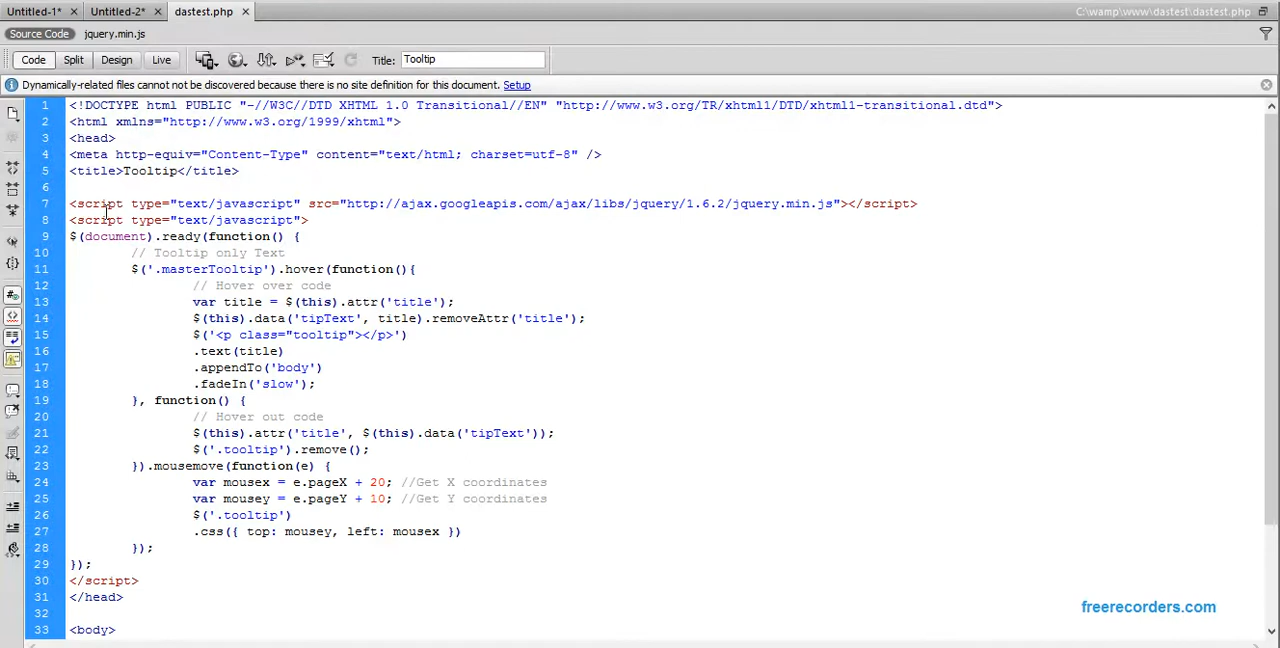 Untitled-1* × Untitled-2* × dastest.php × C:\wamp\www\dastest\dastest.php
Source Code jquery.min.js
Code Split Design Live Title: Tooltip
Dynamically-related files cannot not be discovered because there is no site definition for this document. Setup
1 <!DOCTYPE html PUBLIC "-//W3C//DTD XHTML 1.0 Transitional//EN" "http://www.w3.org/TR/xhtml1/DTD/xhtml1-transitional.dtd">
2 <html xmlns="http://www.w3.org/1999/xhtml">
3 <head>
4 <meta http-equiv="Content-Type" content="text/html; charset=utf-8" />
5 <title>Tooltip</title>
6
7 <script type="text/javascript" src="http://ajax.googleapis.com/ajax/libs/jquery/1.6.2/jquery.min.js"></script>
8 <script type="text/javascript">
9 $(document).ready(function() {
10 // Tooltip only Text
11 $('.masterTooltip').hover(function(){
12 // Hover over code
13 var title = $(this).attr('title');
14 $(this).data('tipText', title).removeAttr('title');
15 $('<p class="tooltip"></p>')
16 .text(title)
17 .appendTo('body')
18 .fadeIn('slow');
19 }, function() {
20 // Hover out code
21 $(this).attr('title', $(this).data('tipText'));
22 $('.tooltip').remove();
23 }).mousemove(function(e) {
24 var mousex = e.pageX + 20; //Get X coordinates
25 var mousey = e.pageY + 10; //Get Y coordinates
26 $('.tooltip')
27 .css({ top: mousey, left: mousex })
28 });
29 });
30 </script>
31 </head>
32
33 <body>
freerecorders.com